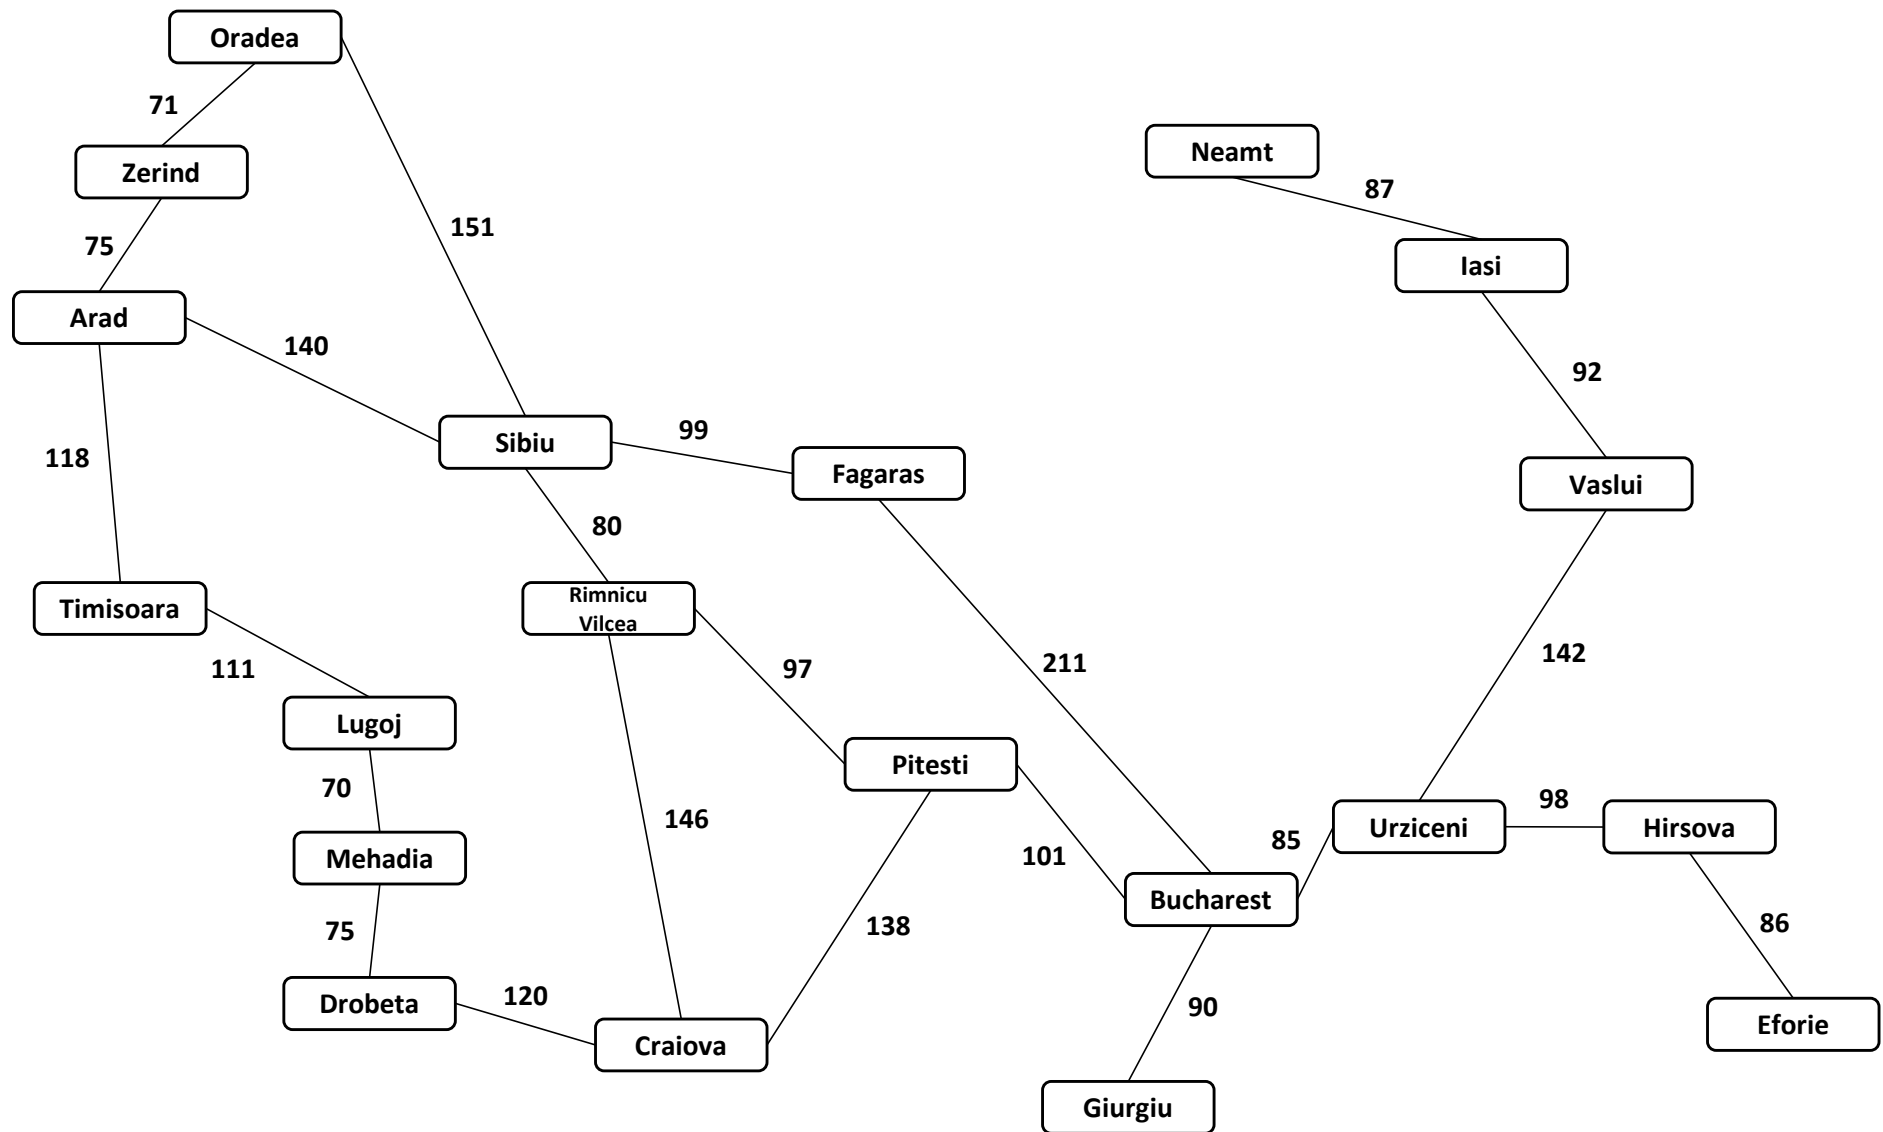 Oradea
71
Neamt
Zerind
87
151
75
Iasi
Arad
140
92
99
Sibiu
118
Fagaras
Vaslui
80
Rimnicu
Vilcea
Timisoara
142
211
111
97
Lugoj
Pitesti
70
98
146
Urziceni
Hirsova
85
Mehadia
101
Bucharest
138
86
75
Drobeta
120
90
Eforie
Craiova
Giurgiu